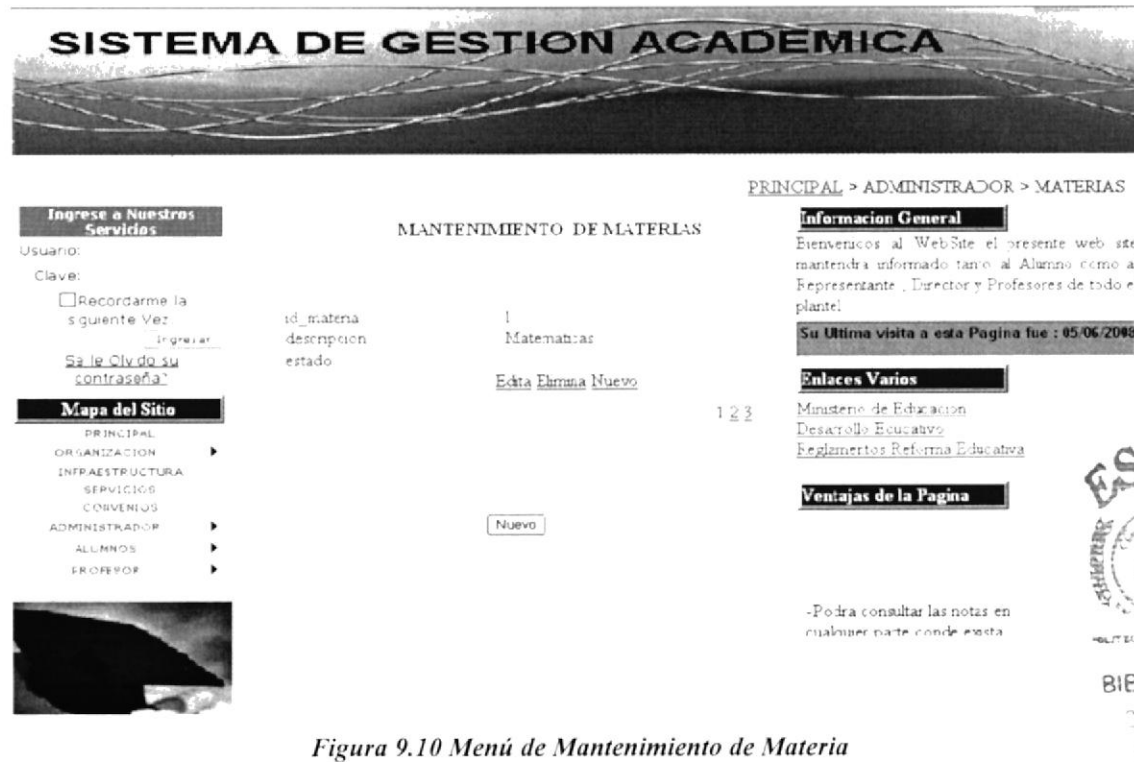 SISTEMA DE GESTION ACADEMICA
PRINCIPAL > ADMINISTRADOR > MATERIAS
Ingrese a Nuestros
Servicios
Usuario:
Clave:
Recordarme la
siguiente Vez
Ingresar
Se le Olvido su
contraseña?
Mapa del Sitio
PRINCIPAL
ORGANIZACION
INFRAESTRUCTURA
SERVICIOS
CONVENIOS
ADMINISTRADOR
ALUMNOS
PROFESOR
MANTENIMIENTO DE MATERIAS
id_materia 1
descripcion Matematicas
estado
Edita Elimina Nuevo
1 2 3
Nuevo
Informacion General
Bienvenicos al WebSite el presente web site
mantendra informado tanto al Alumno como a
Representante , Director y Profesores de todo e
plantel
Su Ultima visita a esta Pagina fue : 05/06/2008
Enlaces Varios
Ministerio de Educacion
Desarrollo Educativo
Reglamentos Reforma Educativa
Ventajas de la Pagina
-Podra consultar las notas en
cualquier parte donde exista
ES
BIB
Figura 9.10 Menú de Mantenimiento de Materia